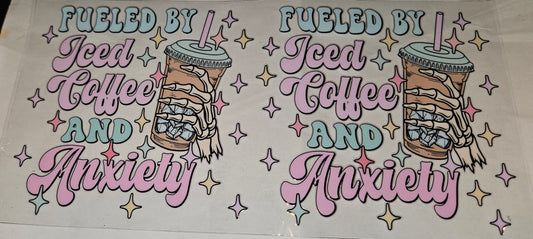 FUELED BY
Iced
Coffee
AND
Anxiety
FUELED BY
Iced
Coffee
AND
Anxiety